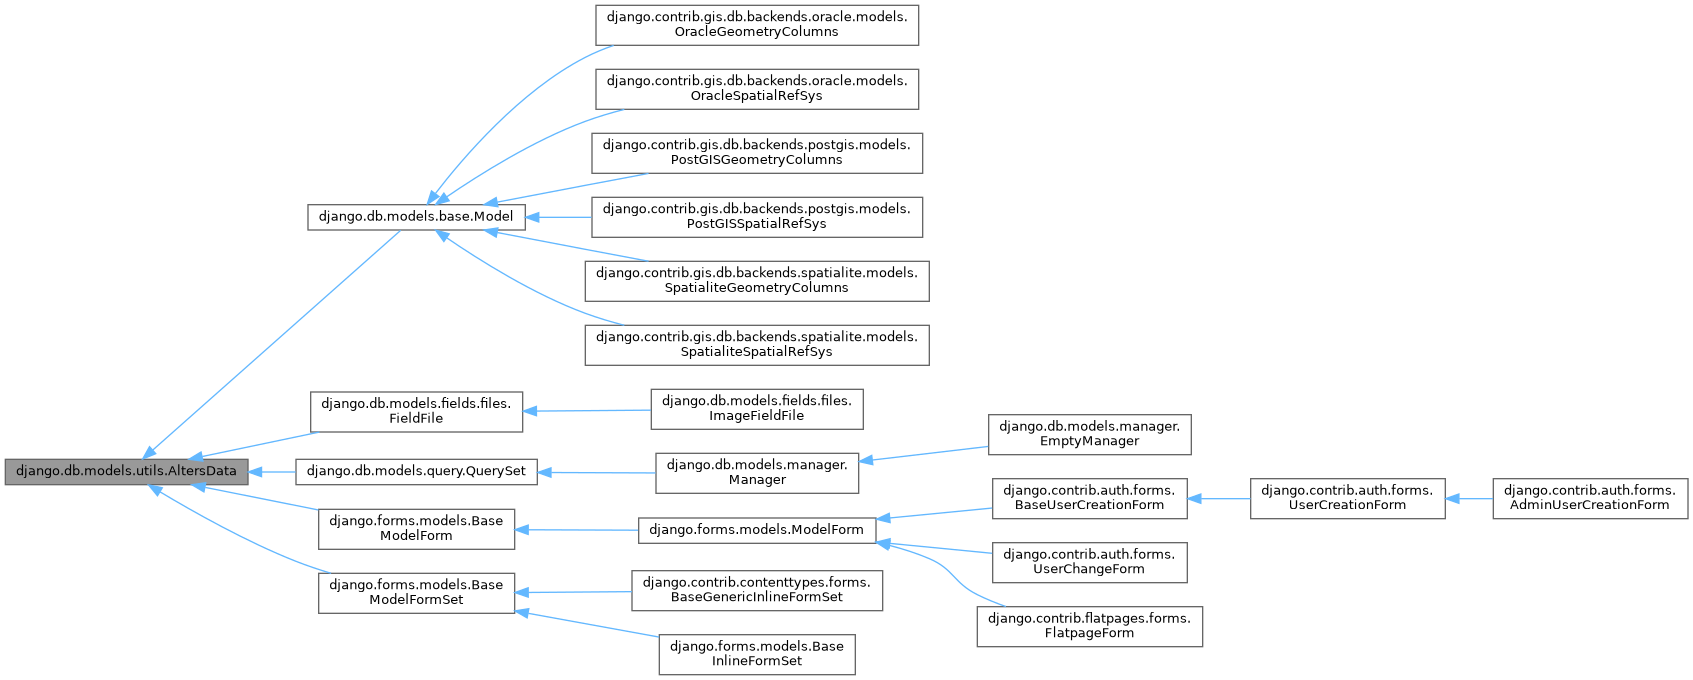 django.contrib.gis.db.backends.oracle.models.
OracleGeometryColumns
django.contrib.gis.db.backends.oracle.models.
OracleSpatialRefSys
django.contrib.gis.db.backends.postgis.models.
PostGISGeometryColumns
django.db.models.base.Model
django.contrib.gis.db.backends.postgis.models.
PostGISSpatialRefSys
django.contrib.gis.db.backends.spatialite.models.
SpatialiteGeometryColumns
django.contrib.gis.db.backends.spatialite.models.
SpatialiteSpatialRefSys
django.db.models.fields.files.
FieldFile
django.db.models.fields.files.
ImageFieldFile
django.db.models.manager.
EmptyManager
django.db.models.utils.AltersData
django.db.models.query.QuerySet
django.db.models.manager.
Manager
django.contrib.auth.forms.
BaseUserCreationForm
django.contrib.auth.forms.
UserCreationForm
django.contrib.auth.forms.
AdminUserCreationForm
django.forms.models.Base
ModelForm
django.forms.models.ModelForm
django.contrib.auth.forms.
UserChangeForm
django.forms.models.Base
ModelFormSet
django.contrib.contenttypes.forms.
BaseGenericInlineFormSet
django.contrib.flatpages.forms.
FlatpageForm
django.forms.models.Base
InlineFormSet